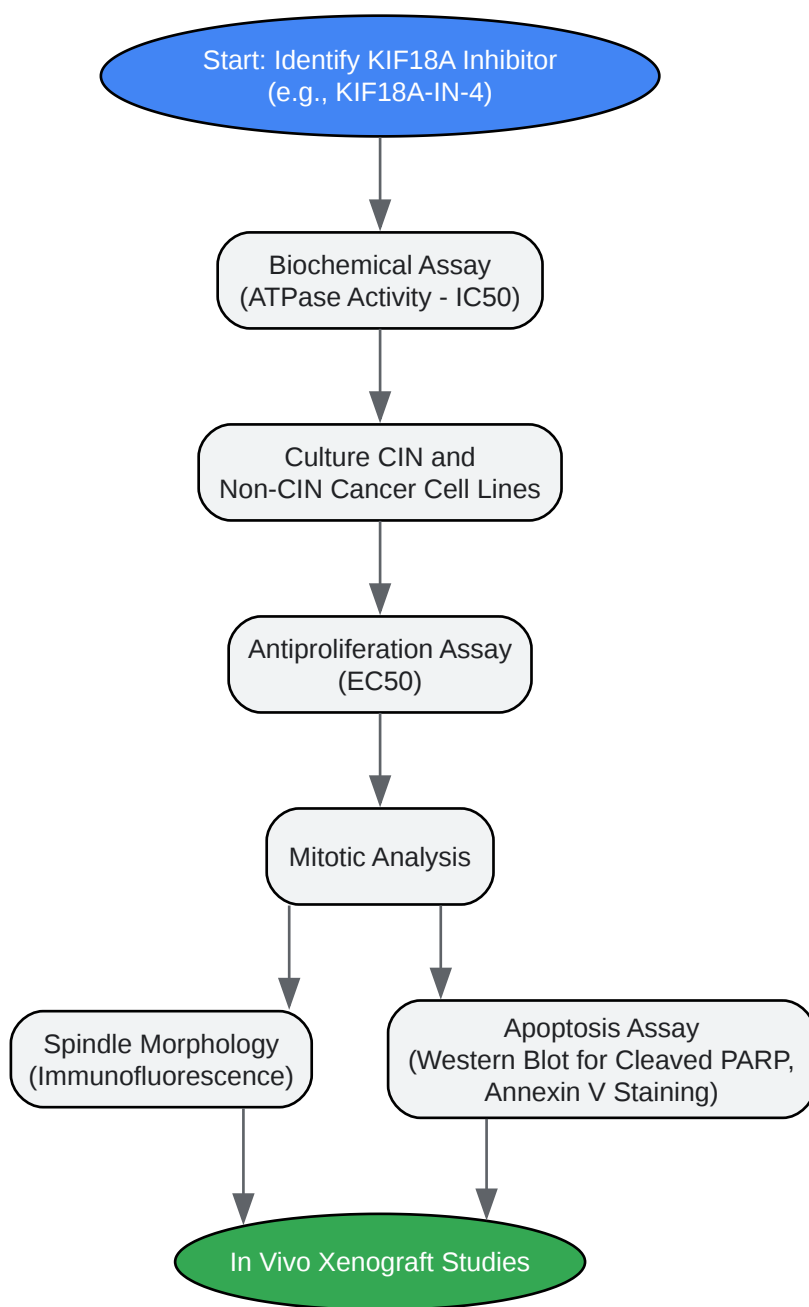 Start: Identify KIF18A Inhibitor
(e.g., KIF18A-IN-4)
Biochemical Assay
(ATPase Activity - IC50)
Culture CIN and
Non-CIN Cancer Cell Lines
Antiproliferation Assay
(EC50)
Mitotic Analysis
Spindle Morphology
(Immunofluorescence)
Apoptosis Assay
(Western Blot for Cleaved PARP,
Annexin V Staining)
In Vivo Xenograft Studies